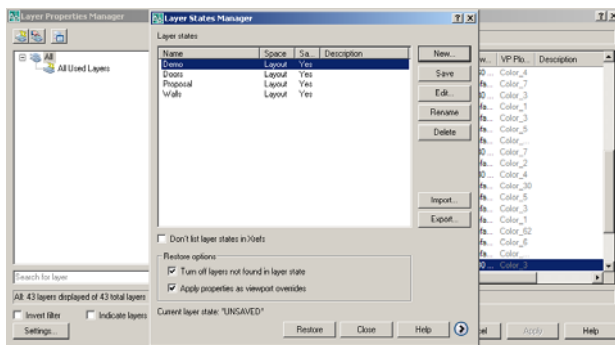 Layer Properties Manager
Layer States Manager
Layer states
Name Space Sa... Description
Demo Layout Yes
Doors Layout Yes
Proposal Layout Yes
Walls Layout Yes
New...
Save
Edit...
Rename
Delete
Import...
Export...
Don't list layer states in Xrefs
Restore options
Turn off layers not found in layer state
Apply properties as viewport overrides
Current layer state: "UNSAVED"
Restore Close Help
All
All Used Layers
Search for layer
All: 43 layers displayed of 43 total layers
Invert filter Indicate layers
Settings...
w... VP Plo... Description
Color_4
Color_7
Color_3
Color_1
Color_3
Color_5
Color_...
Color_7
Color_2
Color_4
Color_30
Color_5
Color_3
Color_1
Color_62
Color_6
Color_...
Color_3
Apply Help